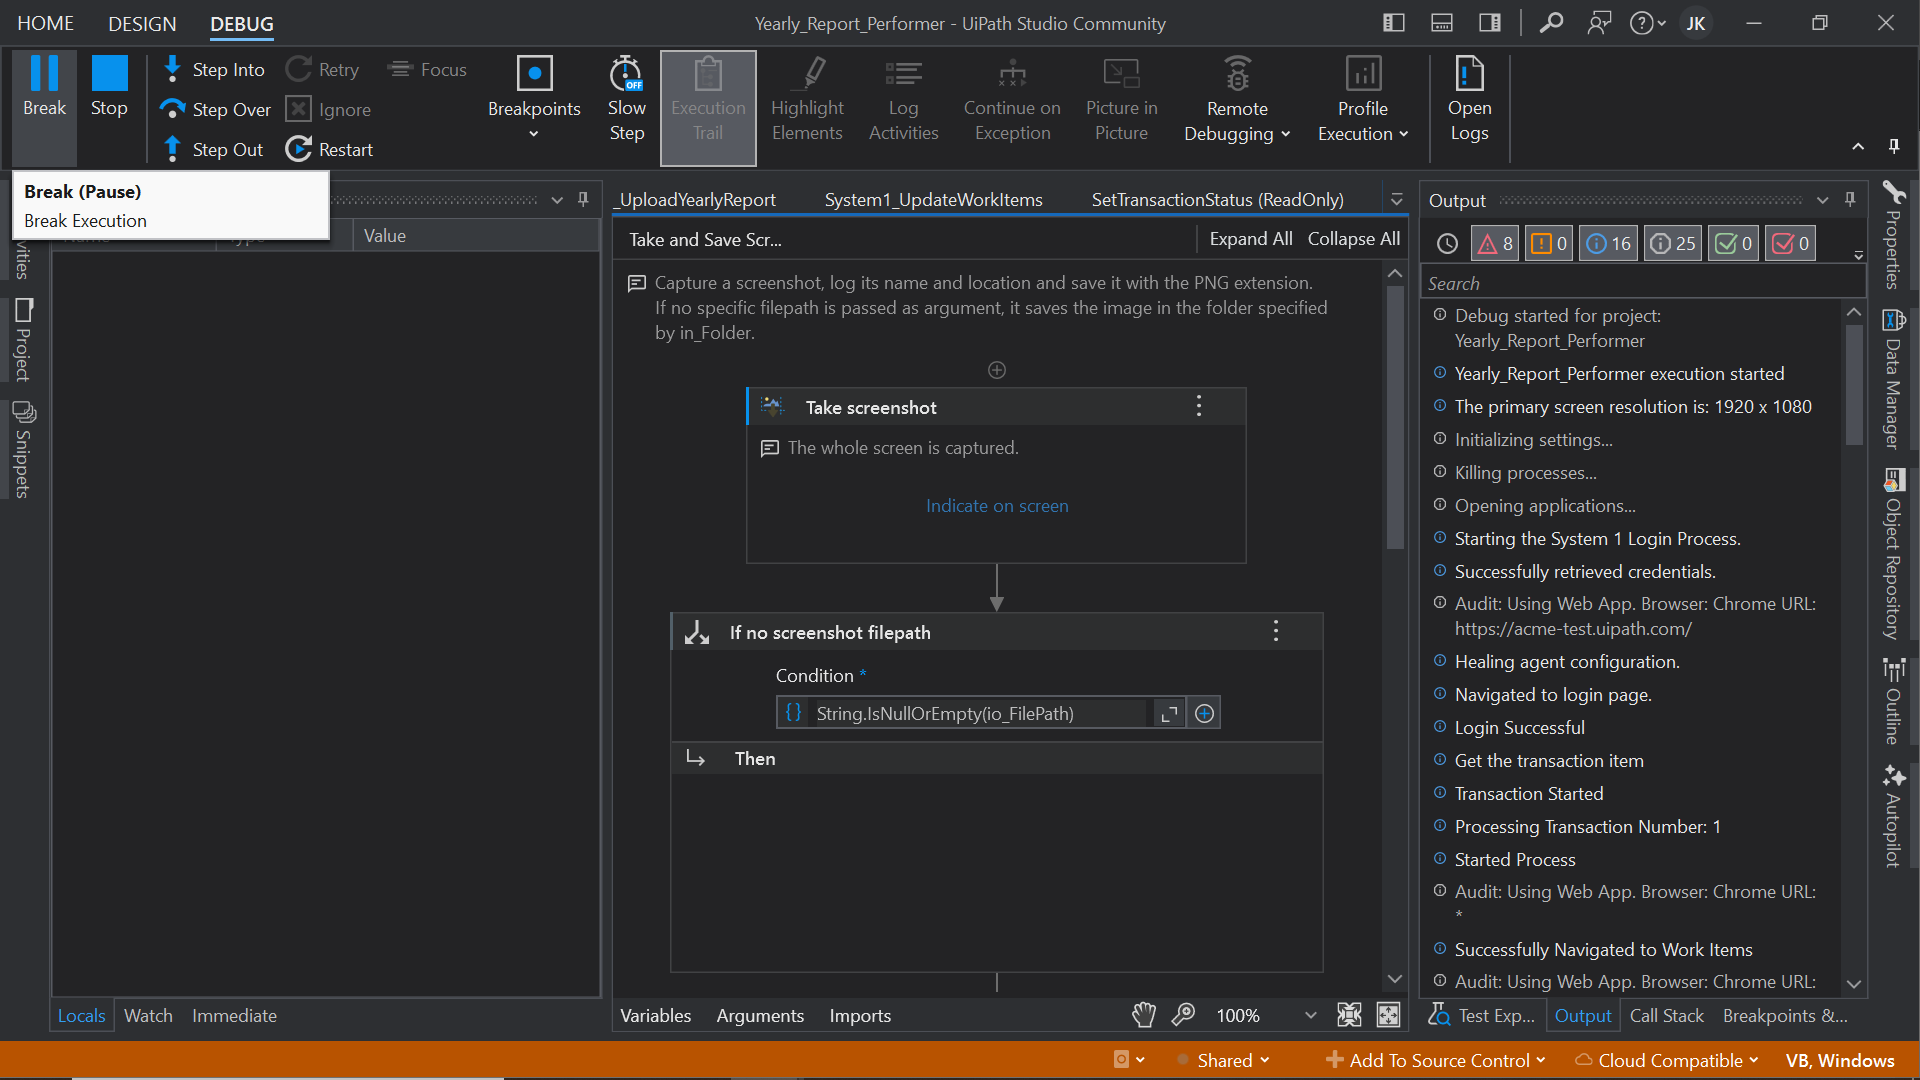 HOME DESIGN DEBUG
Yearly_Report_Performer - UiPath Studio Community
JK
Break
Stop
Step Into
Step Over
Step Out
Retry
Ignore
Restart
Focus
Breakpoints
Slow
Step
OFF
Execution
Trail
Highlight
Elements
Log
Activities
Continue on
Exception
Picture in
Picture
Remote
Debugging
Profile
Execution
Open
Logs
Break (Pause)
Break Execution
Name Type Value
vities
Project
Snippets
_UploadYearlyReport System1_UpdateWorkItems SetTransactionStatus (ReadOnly)
Take and Save Scr... Expand All Collapse All
Capture a screenshot, log its name and location and save it with the PNG extension.
If no specific filepath is passed as argument, it saves the image in the folder specified
by in_Folder.
Take screenshot
The whole screen is captured.
Indicate on screen
If no screenshot filepath
Condition *
String.IsNullOrEmpty(io_FilePath)
Then
Output
8 0 16 25 0 0
Search
Debug started for project:
Yearly_Report_Performer
Yearly_Report_Performer execution started
The primary screen resolution is: 1920 x 1080
Initializing settings...
Killing processes...
Opening applications...
Starting the System 1 Login Process.
Successfully retrieved credentials.
Audit: Using Web App. Browser: Chrome URL:
https://acme-test.uipath.com/
Healing agent configuration.
Navigated to login page.
Login Successful
Get the transaction item
Transaction Started
Processing Transaction Number: 1
Started Process
Audit: Using Web App. Browser: Chrome URL:
*
Successfully Navigated to Work Items
Audit: Using Web App. Browser: Chrome URL:
Properties
Data Manager
Object Repository
Outline
Autopilot
Locals Watch Immediate
Variables Arguments Imports
100%
Test Exp... Output Call Stack Breakpoints &...
Shared Add To Source Control Cloud Compatible VB, Windows